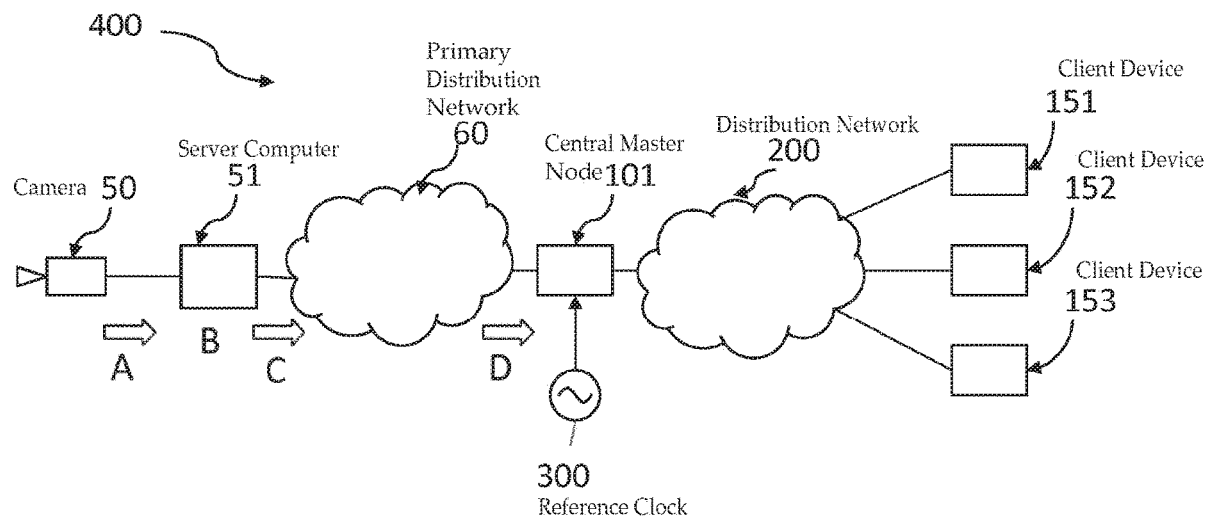 400
Primary
Distribution
Network
60
Client Device
151
Server Computer
51
Central Master
Node 101
Distribution Network
200
Client Device
152
Camera 50
Client Device
153
A
B
C
D
300
Reference Clock